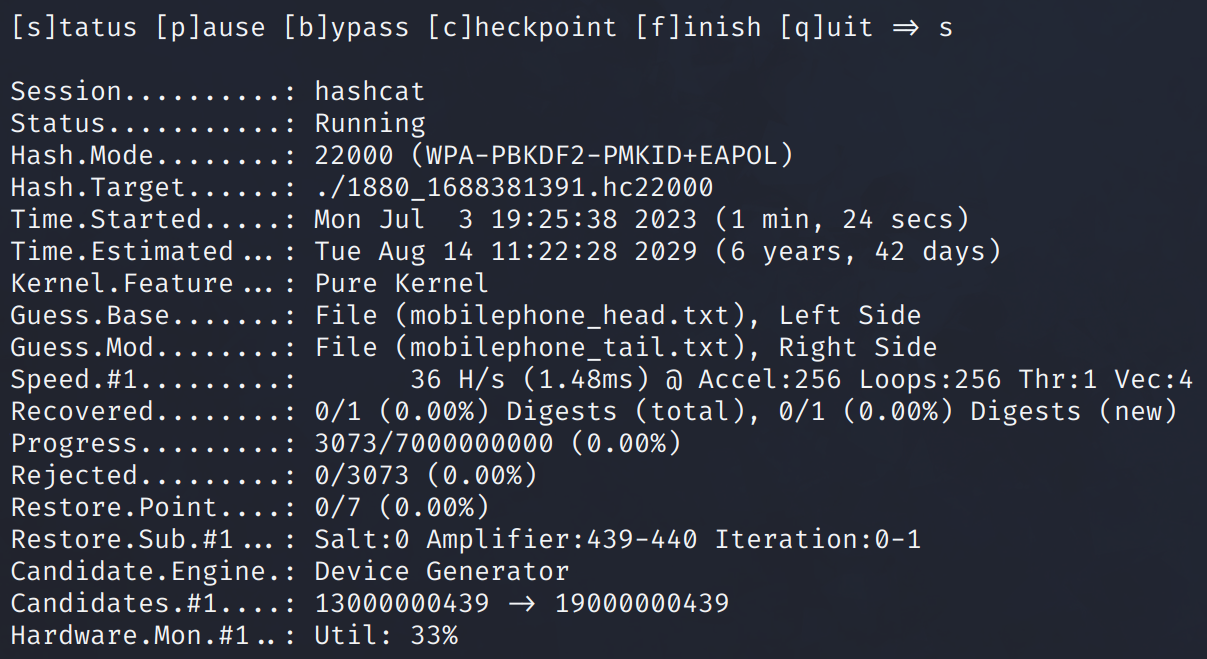 [s]tatus [p]ause [b]ypass [c]heckpoint [f]inish [q]uit => s
Session..........: hashcat
Status...........: Running
Hash.Mode........: 22000 (WPA-PBKDF2-PMKID+EAPOL)
Hash.Target......: ./1880_1688381391.hc22000
Time.Started.....: Mon Jul  3 19:25:38 2023 (1 min, 24 secs)
Time.Estimated...: Tue Aug 14 11:22:28 2029 (6 years, 42 days)
Kernel.Feature...: Pure Kernel
Guess.Base.......: File (mobilephone_head.txt), Left Side
Guess.Mod........: File (mobilephone_tail.txt), Right Side
Speed.#1.........:       36 H/s (1.48ms) @ Accel:256 Loops:256 Thr:1 Vec:4
Recovered........: 0/1 (0.00%) Digests (total), 0/1 (0.00%) Digests (new)
Progress.........: 3073/7000000000 (0.00%)
Rejected.........: 0/3073 (0.00%)
Restore.Point....: 0/7 (0.00%)
Restore.Sub.#1...: Salt:0 Amplifier:439-440 Iteration:0-1
Candidate.Engine.: Device Generator
Candidates.#1....: 13000000439 -> 19000000439
Hardware.Mon.#1..: Util: 33%